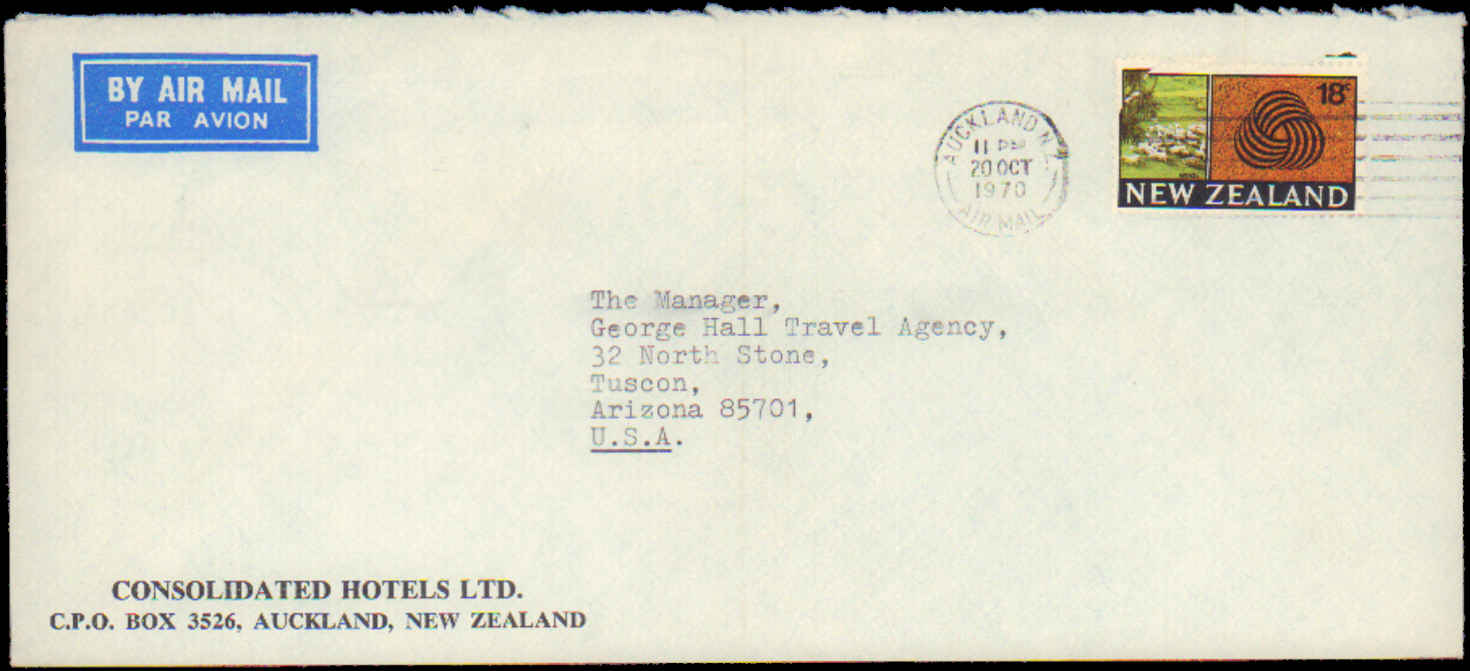 BY AIR MAIL
PAR AVION
AUCKLAND N.Z.
11 PM
20 OCT
1970
AIR MAIL
18c
NEW ZEALAND
The Manager,
George Hall Travel Agency,
32 North Stone,
Tuscon,
Arizona 85701,
U.S.A.
CONSOLIDATED HOTELS LTD.
C.P.O. BOX 3526, AUCKLAND, NEW ZEALAND